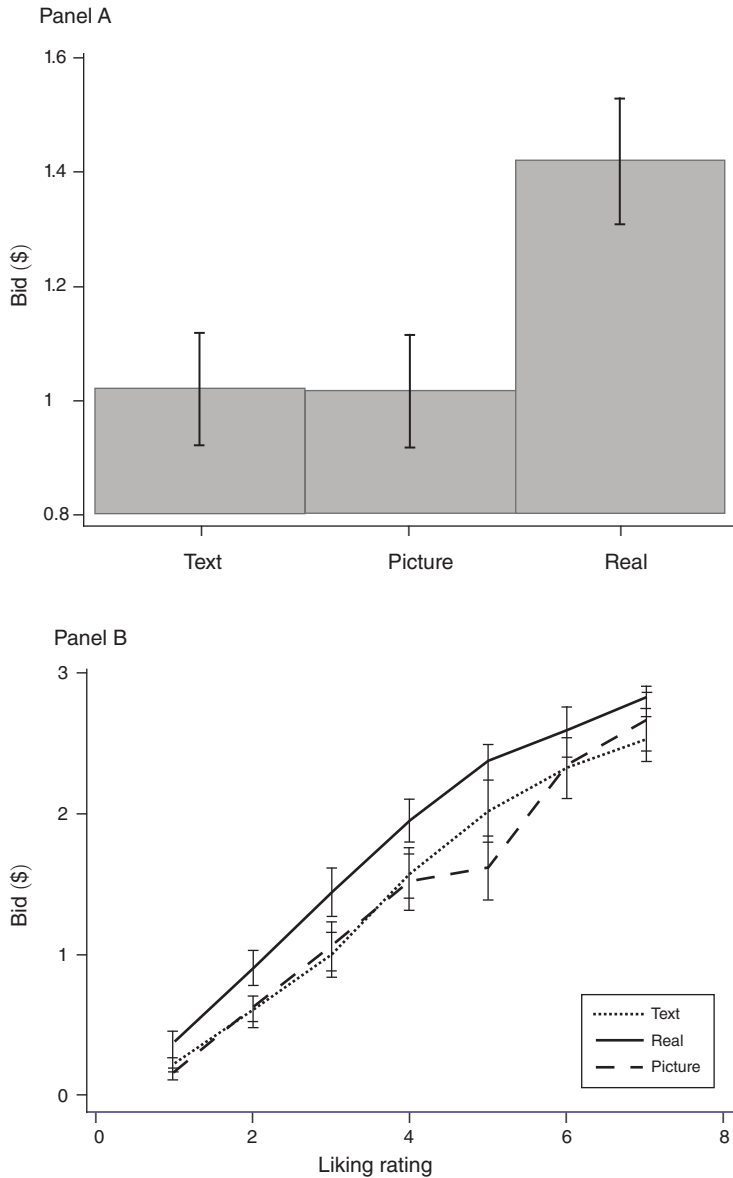 Panel A
1.6
1.4
1.2
1
0.8
Bid ($)
Text Picture Real
Panel B
3
2
1
0
Bid ($)
Text
Real
Picture
0 2 4 6 8
Liking rating